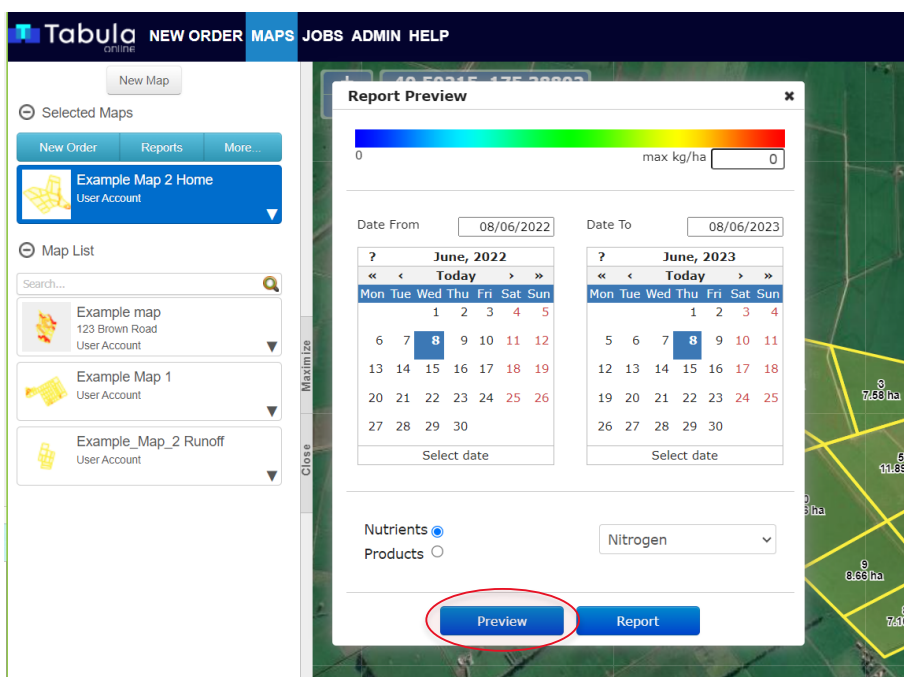 Tabula online NEW ORDER MAPS JOBS ADMIN HELP
New Map
Selected Maps
New Order Reports More...
Example Map 2 Home
User Account
▼
Map List
Search...
Example map
123 Brown Road
User Account
▼
Example Map 1
User Account
▼
Example_Map_2 Runoff
User Account
▼
Maximize
Close
Report Preview ×
0 max kg/ha 0
Date From 08/06/2022
? June, 2022
« ‹ Today › »
Mon Tue Wed Thu Fri Sat Sun
1 2 3 4 5
6 7 8 9 10 11 12
13 14 15 16 17 18 19
20 21 22 23 24 25 26
27 28 29 30
Select date
Date To 08/06/2023
? June, 2023
« ‹ Today › »
Mon Tue Wed Thu Fri Sat Sun
1 2 3 4
5 6 7 8 9 10 11
12 13 14 15 16 17 18
19 20 21 22 23 24 25
26 27 28 29 30
Select date
Nutrients
Products
Nitrogen
Preview Report
3
7.58 ha
5
11.89
ha
9
8.66 ha